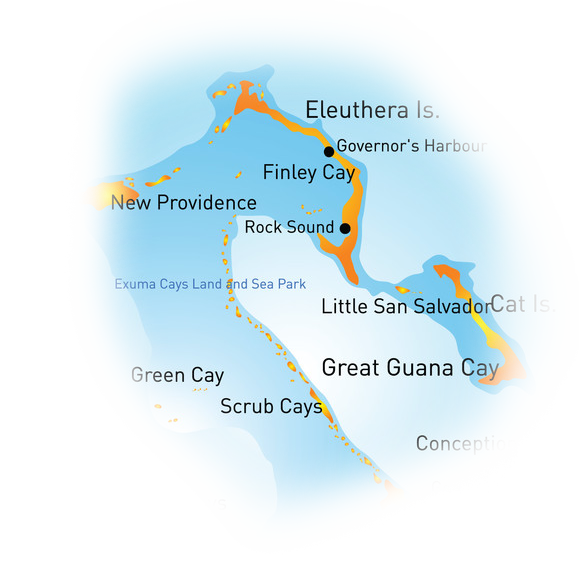 Eleuthera Is.
Governor's Harbour
Finley Cay
New Providence
Rock Sound
Exuma Cays Land and Sea Park
Little San Salvador
Cat Is.
Great Guana Cay
Green Cay
Scrub Cays